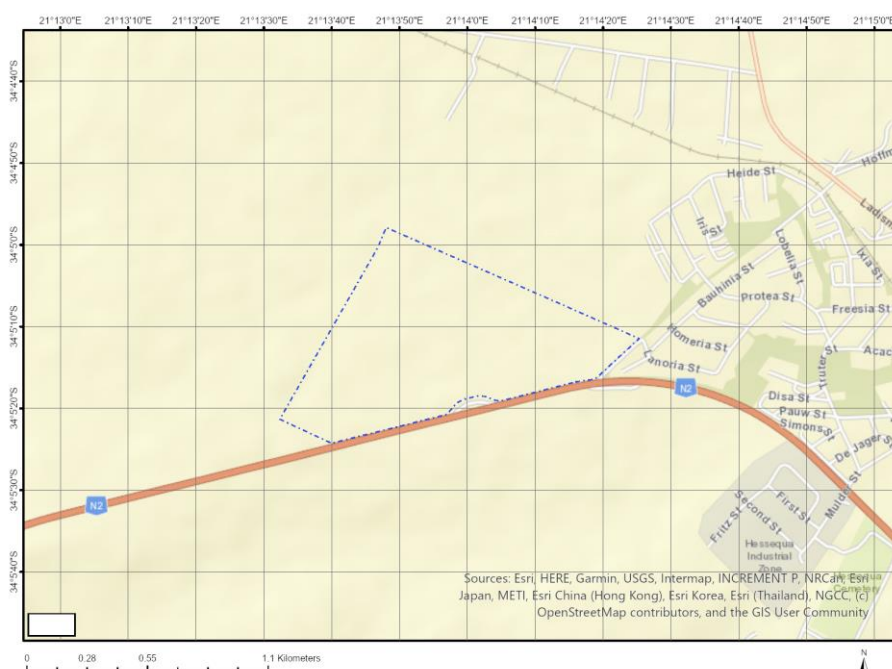 21°13'0"E 21°13'10"E 21°13'20"E 21°13'30"E 21°13'40"E 21°13'50"E 21°14'0"E 21°14'10"E 21°14'20"E 21°14'30"E 21°14'40"E 21°14'50"E 21°15'0"E
34°4'40"S
34°4'50"S
34°5'0"S
34°5'10"S
34°5'20"S
34°5'30"S
34°5'40"S
Heide St
Hoffm
Ladism
Iris St
Lobelia St
Ixia St
Bauhinia St
Protea St
Freesia St
Homeria St
Lanoria St
Truter St
Acac
N2
Disa St
Pauw St
Simons St
De Jager St
Mulder St
First St
Second St
Fritz St
N2
Hessequa
Industrial
Zone
Hessequa
Cemetery
Sources: Esri, HERE, Garmin, USGS, Intermap, INCREMENT P, NRCan, Esri
Japan, METI, Esri China (Hong Kong), Esri Korea, Esri (Thailand), NGCC, (c)
OpenStreetMap contributors, and the GIS User Community
0 0.28 0.55 1.1 Kilometers
N